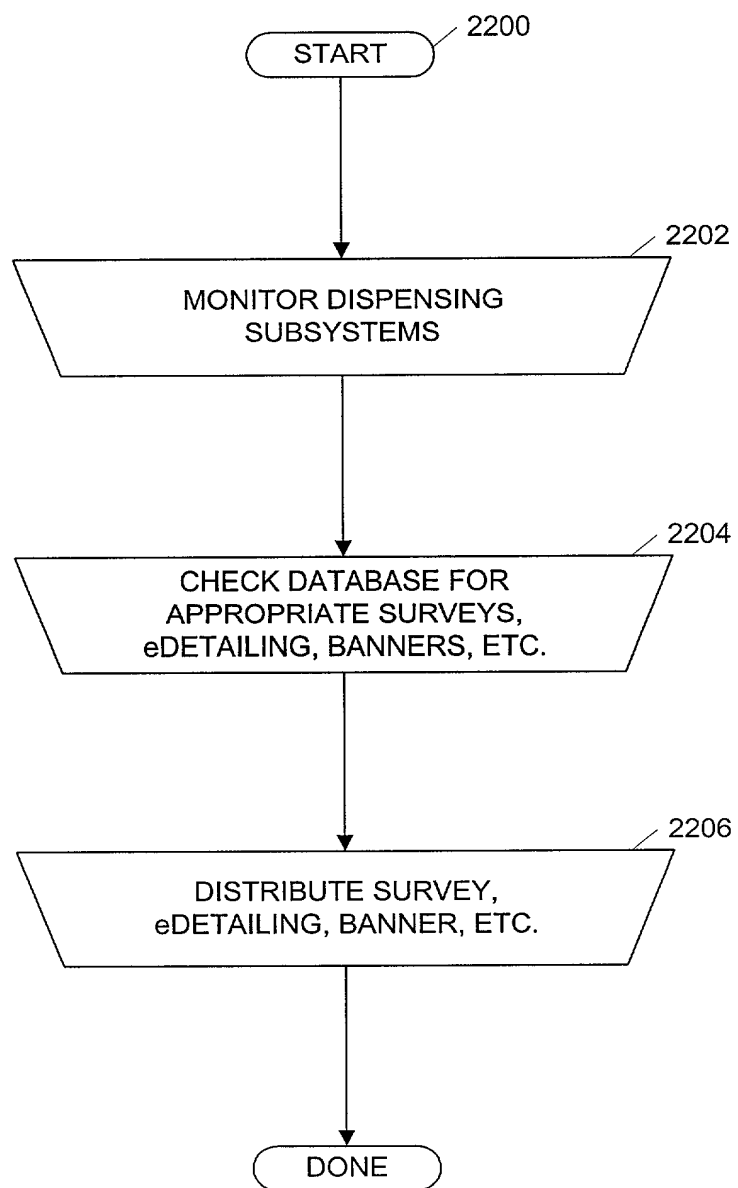 2200
START
2202
MONITOR DISPENSING
SUBSYSTEMS
2204
CHECK DATABASE FOR
APPROPRIATE SURVEYS,
eDETAILING, BANNERS, ETC.
2206
DISTRIBUTE SURVEY,
eDETAILING, BANNER, ETC.
DONE